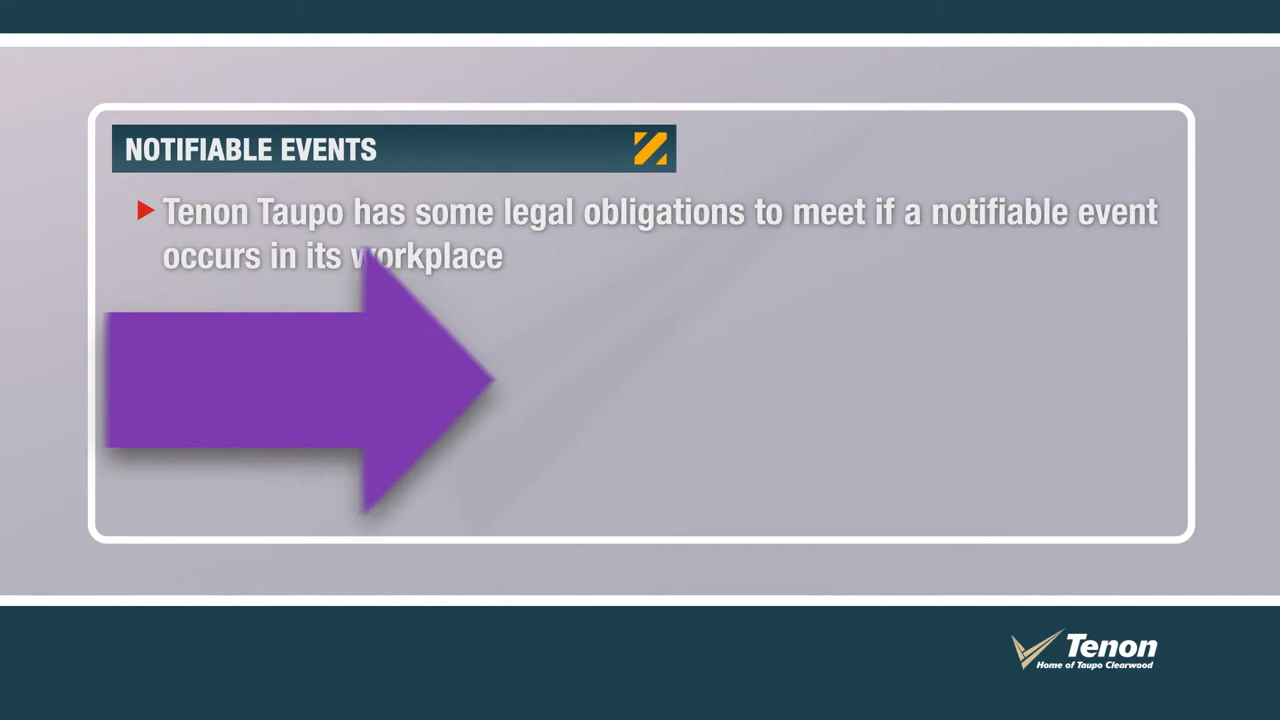 NOTIFIABLE EVENTS
Tenon Taupo has some legal obligations to meet if a notifiable event
occurs in its workplace
Tenon
Home of Taupo Clearwood